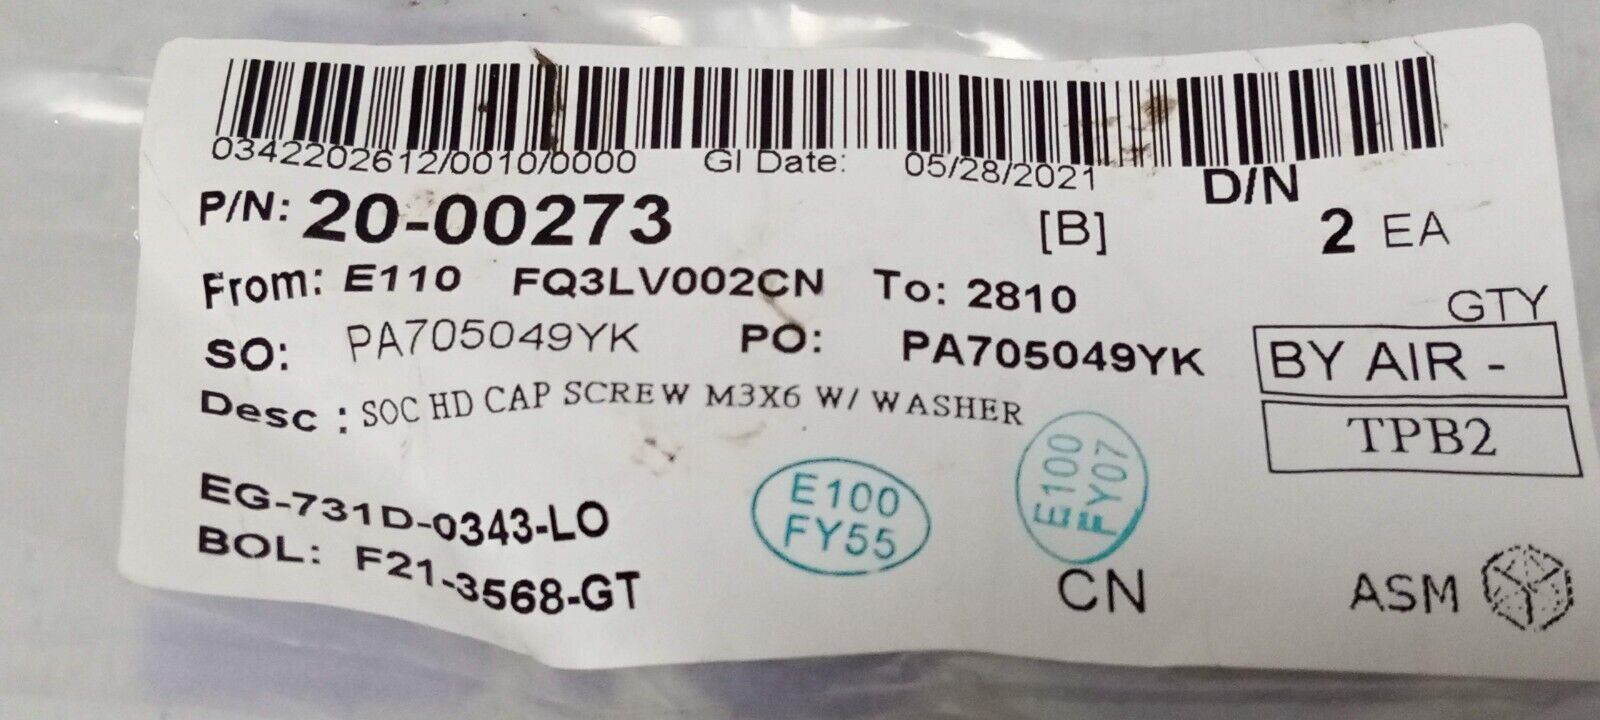 0342202612/0010/0000 GI Date: 05/28/2021
D/N
P/N: 20-00273 [B] 2 EA
From: E110 FQ3LV002CN To: 2810
GTY
SO: PA705049YK PO: PA705049YK
BY AIR -
Desc : SOC HD CAP SCREW M3X6 W/ WASHER
TPB2
E100
FY07
EG-731D-0343-LO
E100
FY55
BOL: F21-3568-GT
CN
ASM